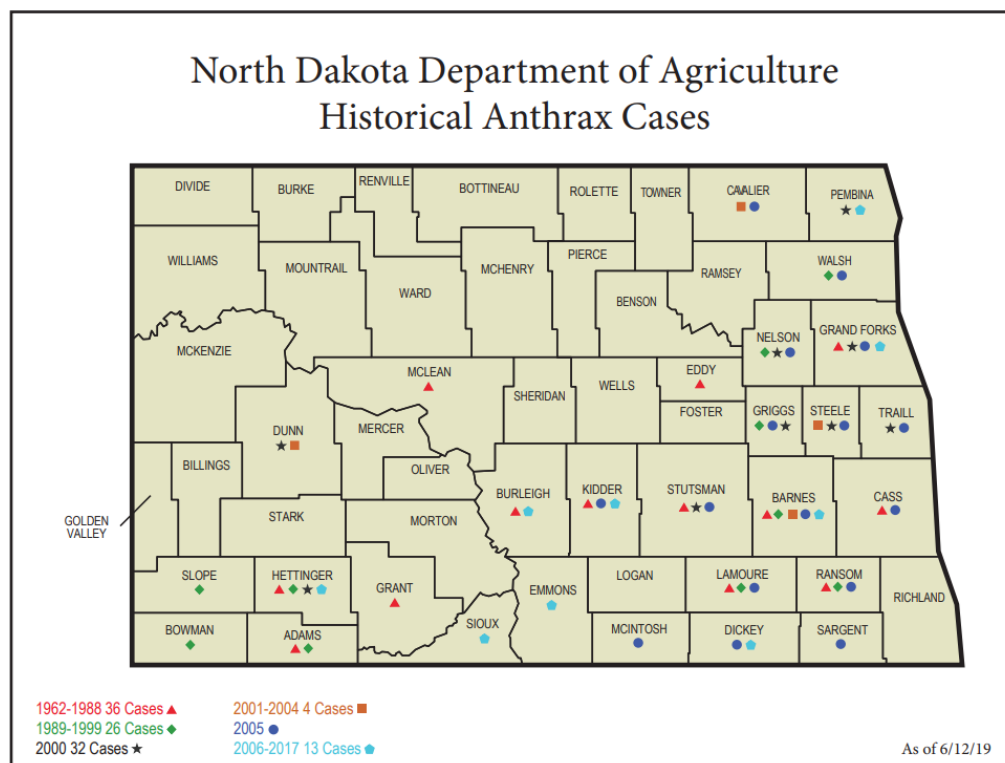 North Dakota Department of Agriculture
Historical Anthrax Cases
DIVIDE
BURKE
RENVILLE
BOTTINEAU
ROLETTE
TOWNER
CAVALIER
PEMBINA
WILLIAMS
MOUNTRAIL
WARD
MCHENRY
PIERCE
BENSON
RAMSEY
WALSH
MCKENZIE
NELSON
GRAND FORKS
MCLEAN
SHERIDAN
WELLS
EDDY
FOSTER
GRIGGS
STEELE
TRAILL
DUNN
MERCER
OLIVER
BILLINGS
GOLDEN
VALLEY
STARK
MORTON
BURLEIGH
KIDDER
STUTSMAN
BARNES
CASS
SLOPE
HETTINGER
GRANT
EMMONS
LOGAN
LAMOURE
RANSOM
RICHLAND
BOWMAN
ADAMS
SIOUX
MCINTOSH
DICKEY
SARGENT
1962-1988 36 Cases
1989-1999 26 Cases
2000 32 Cases
2001-2004 4 Cases
2005
2006-2017 13 Cases
As of 6/12/19